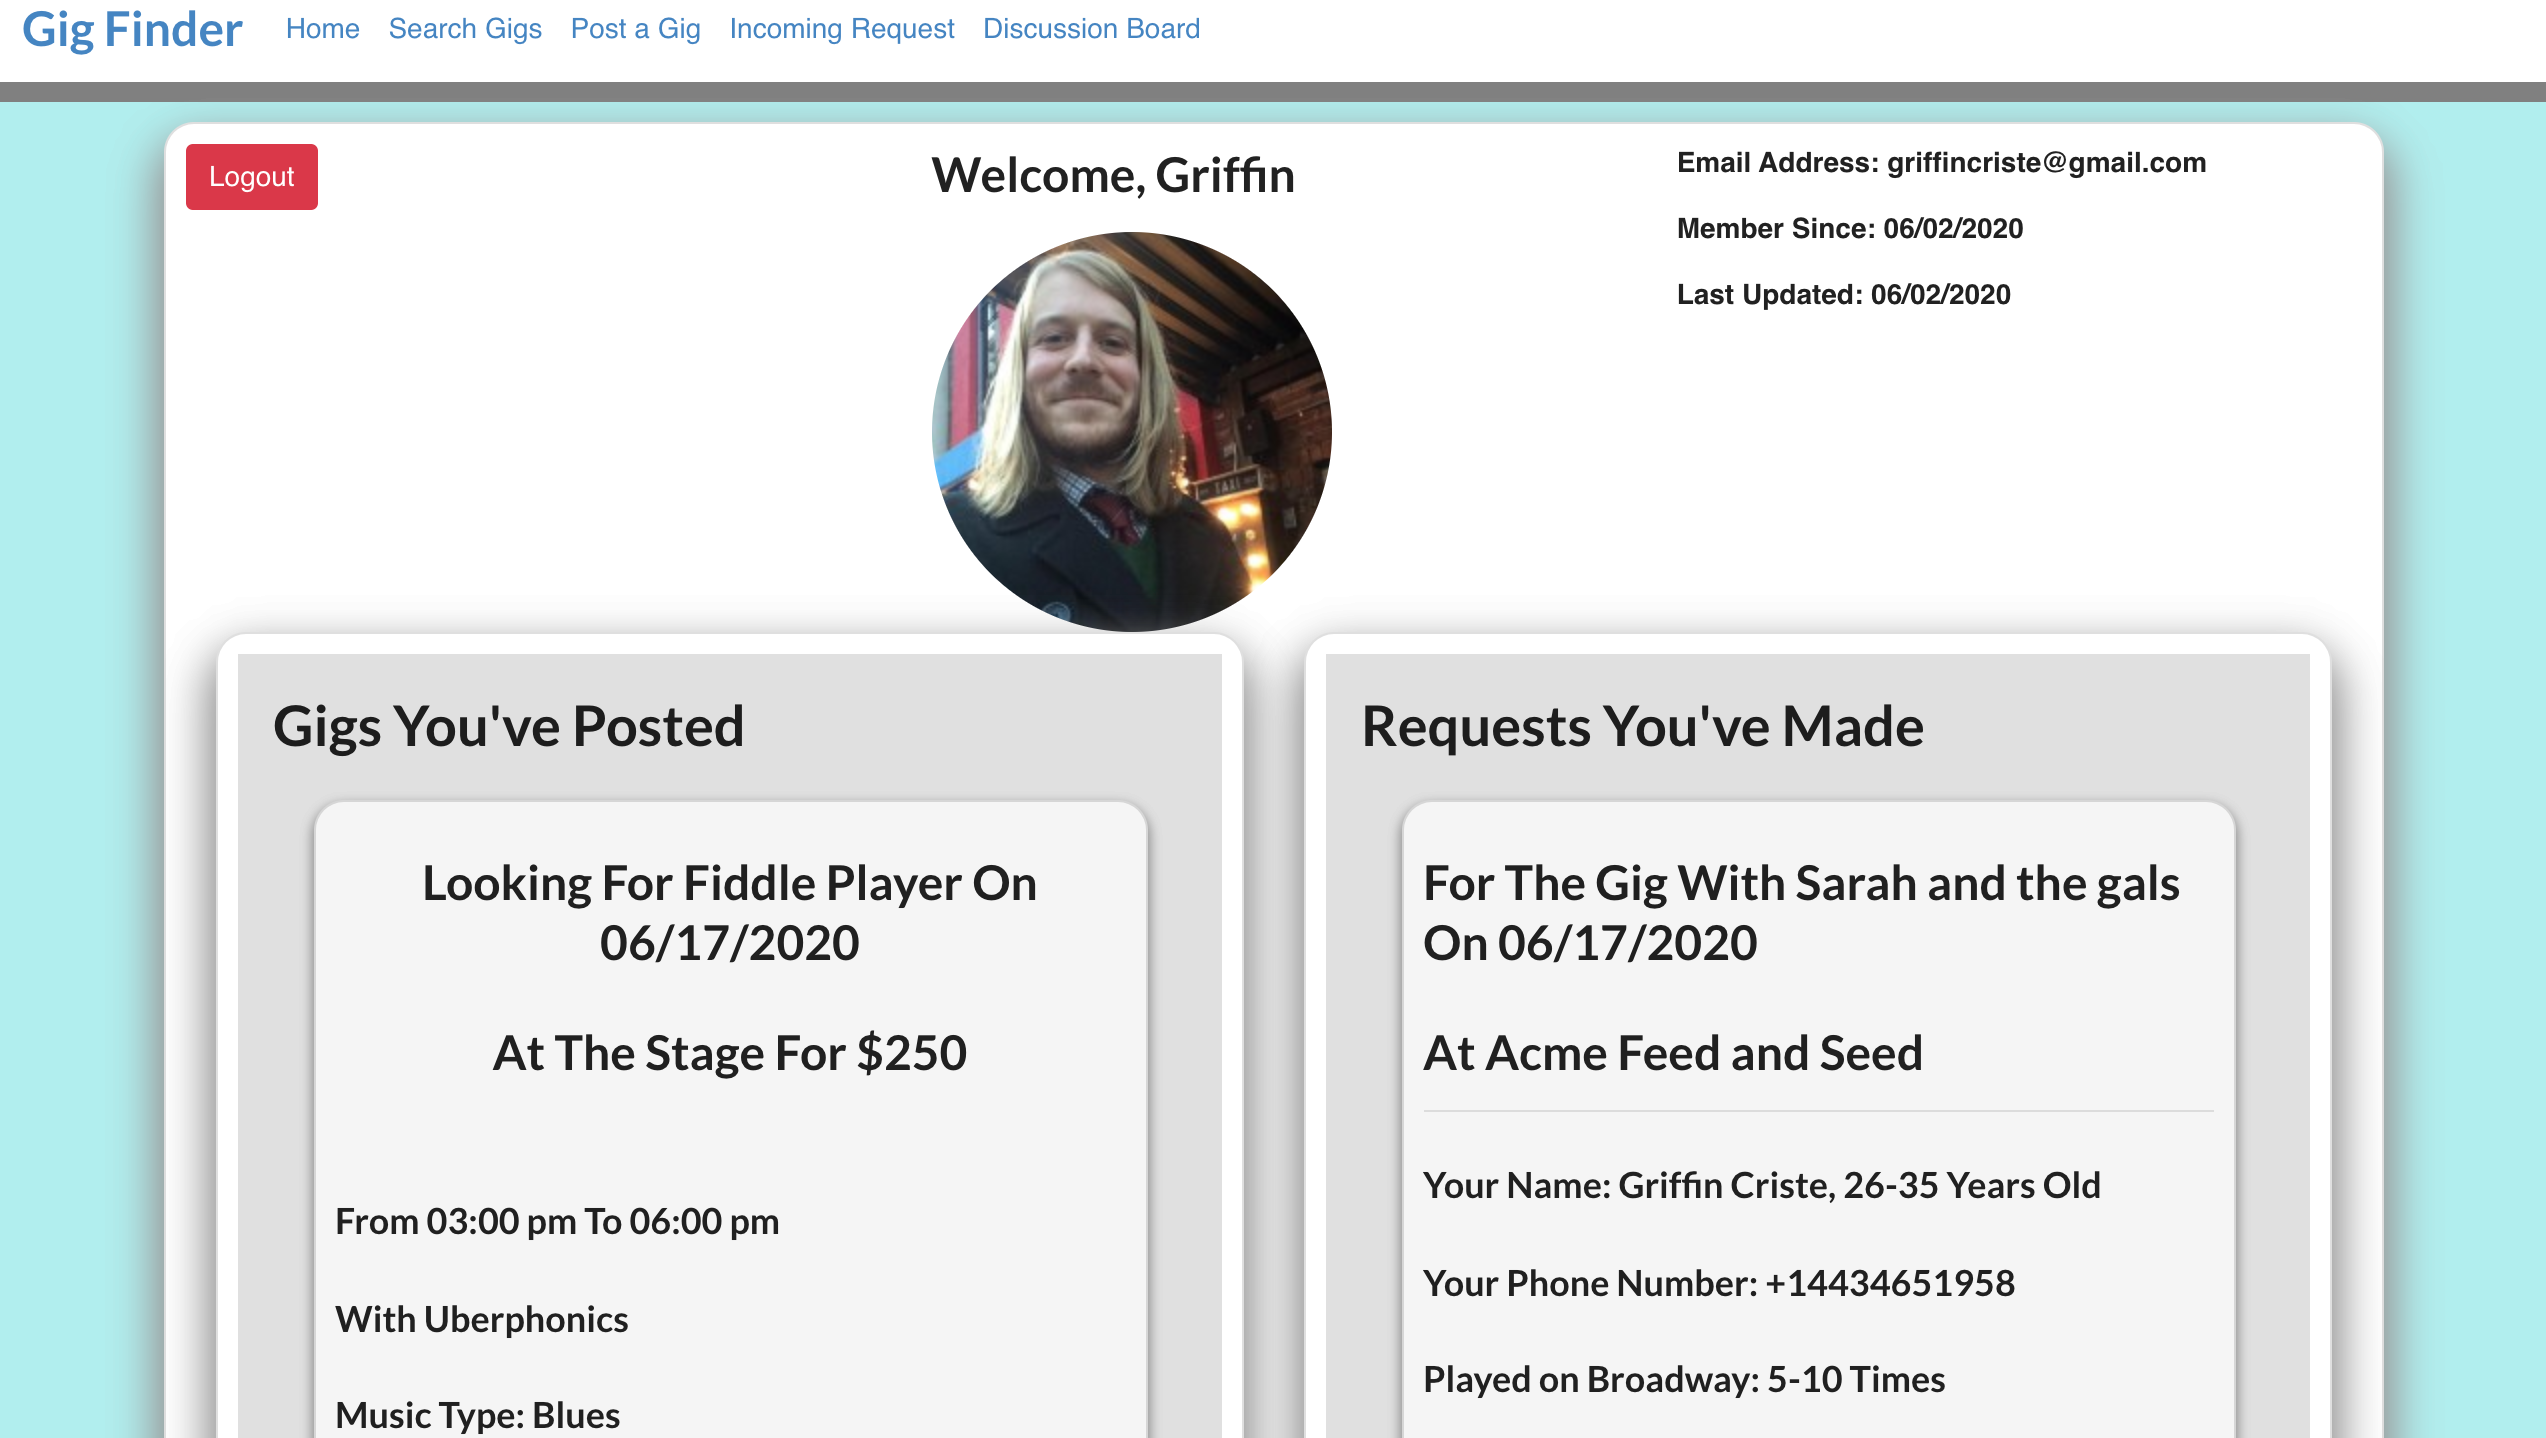 Gig Finder
Home
Search Gigs
Post a Gig
Incoming Request
Discussion Board
Logout
Welcome, Griffin
Email Address: griffincriste@gmail.com
Member Since: 06/02/2020
Last Updated: 06/02/2020
Gigs You've Posted
Looking For Fiddle Player On
06/17/2020
At The Stage For $250
From 03:00 pm To 06:00 pm
With Uberphonics
Music Type: Blues
Requests You've Made
For The Gig With Sarah and the gals
On 06/17/2020
At Acme Feed and Seed
Your Name: Griffin Criste, 26-35 Years Old
Your Phone Number: +14434651958
Played on Broadway: 5-10 Times